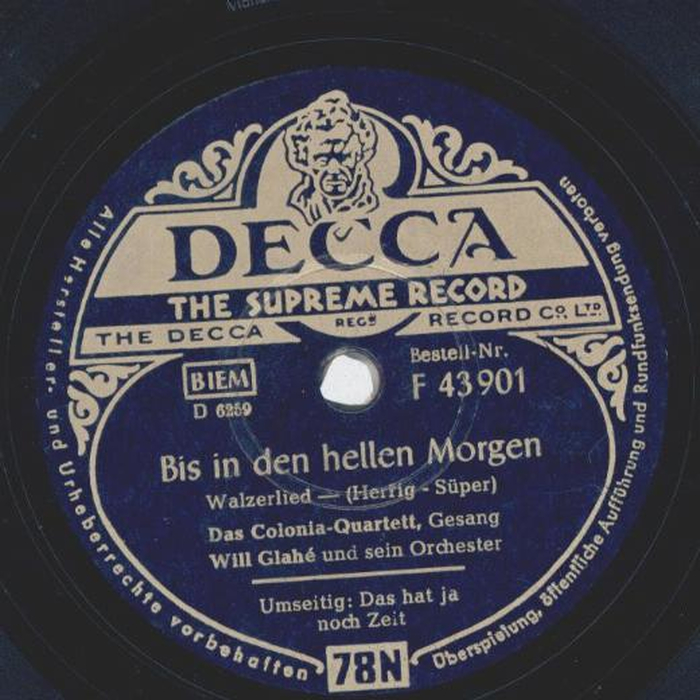 DECCA
THE SUPREME RECORD
THE DECCA REGD RECORD CO. LTD.
BIEM
D 6259
Bestell-Nr.
F 43901
Bis in den hellen Morgen
Walzerlied — (Herfig - Süper)
Das Colonia-Quartett, Gesang
Will Glahé und sein Orchester
Umseitig: Das hat ja
noch Zeit
78N
Alle Hersteller- und Urheberrechte vorbehalten
Überspielung, öffentliche Aufführung und Rundfunksendung verboten